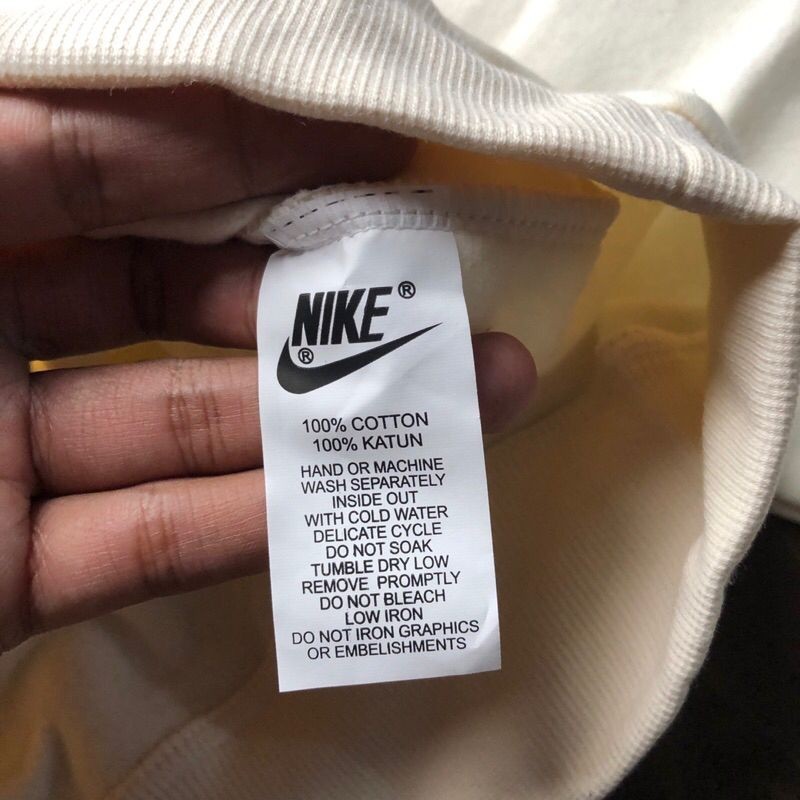 NIKE®
®
100% COTTON
100% KATUN
HAND OR MACHINE
WASH SEPARATELY
INSIDE OUT
WITH COLD WATER
DELICATE CYCLE
DO NOT SOAK
TUMBLE DRY LOW
REMOVE PROMPTLY
DO NOT BLEACH
LOW IRON
DO NOT IRON GRAPHICS
OR EMBELISHMENTS